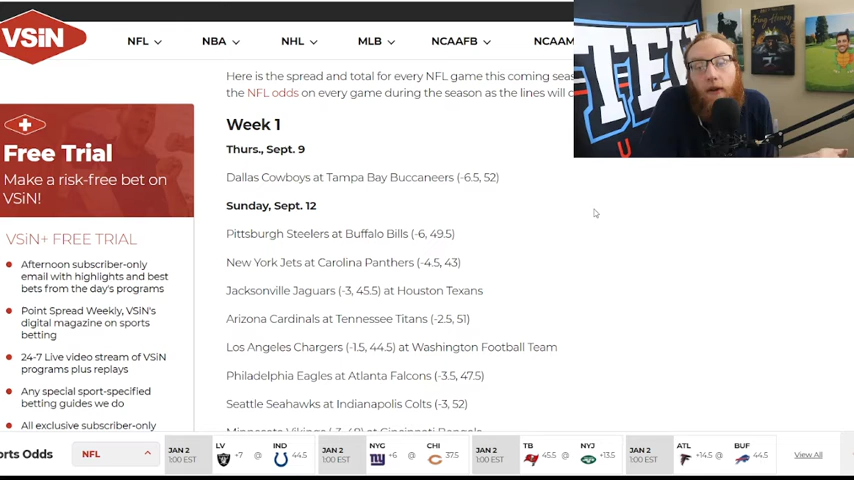 VSiN
NFL
NBA
NHL
MLB
NCAAFB
NCAAM
Here is the spread and total for every NFL game this coming seas
the NFL odds on every game during the season as the lines will c
Week 1
Thurs., Sept. 9
Dallas Cowboys at Tampa Bay Buccaneers (-6.5, 52)
Sunday, Sept. 12
Pittsburgh Steelers at Buffalo Bills (-6, 49.5)
New York Jets at Carolina Panthers (-4.5, 43)
Jacksonville Jaguars (-3, 45.5) at Houston Texans
Arizona Cardinals at Tennessee Titans (-2.5, 51)
Los Angeles Chargers (-1.5, 44.5) at Washington Football Team
Philadelphia Eagles at Atlanta Falcons (-3.5, 47.5)
Seattle Seahawks at Indianapolis Colts (-3, 52)
Minnesota Vikings (-3, 48) at Cincinnati Bengals
Free Trial
Make a risk-free bet on
VSiN!
VSiN+ FREE TRIAL
Afternoon subscriber-only
email with highlights and best
bets from the day's programs
Point Spread Weekly, VSiN's
digital magazine on sports
betting
24-7 Live video stream of VSiN
programs plus replays
Any special sport-specified
betting guides we do
All exclusive subscriber-only
TEN
U
King Henry
orts Odds
NFL
JAN 2
1:00 EST
LV
+7
@
IND
44.5
JAN 2
1:00 EST
NYG
+6
@
CHI
37.5
JAN 2
1:00 EST
TB
45.5
@
NYJ
+13.5
JAN 2
1:00 EST
ATL
+14.5
@
BUF
44.5
View All